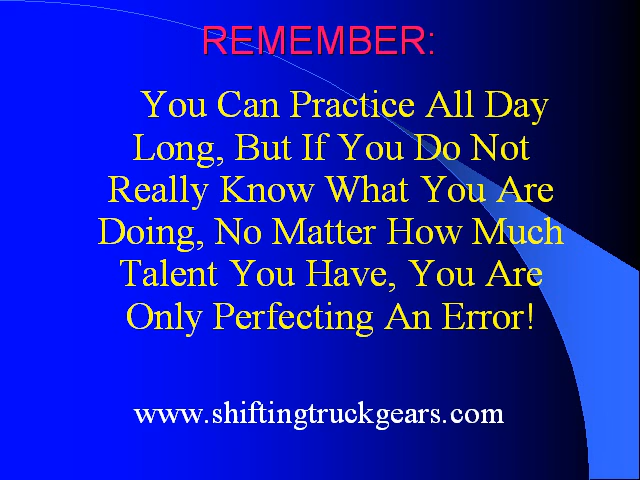 REMEMBER:
You Can Practice All Day
Long, But If You Do Not
Really Know What You Are
Doing, No Matter How Much
Talent You Have, You Are
Only Perfecting An Error!
www.shiftingtruckgears.com